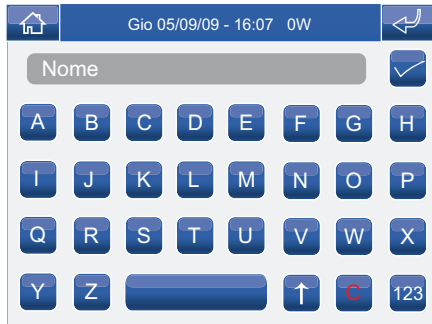 Gio 05/09/09 - 16:07 0W
Nome
A B C D E F G H
I J K L M N O P
Q R S T U V W X
Y Z ↑ C 123